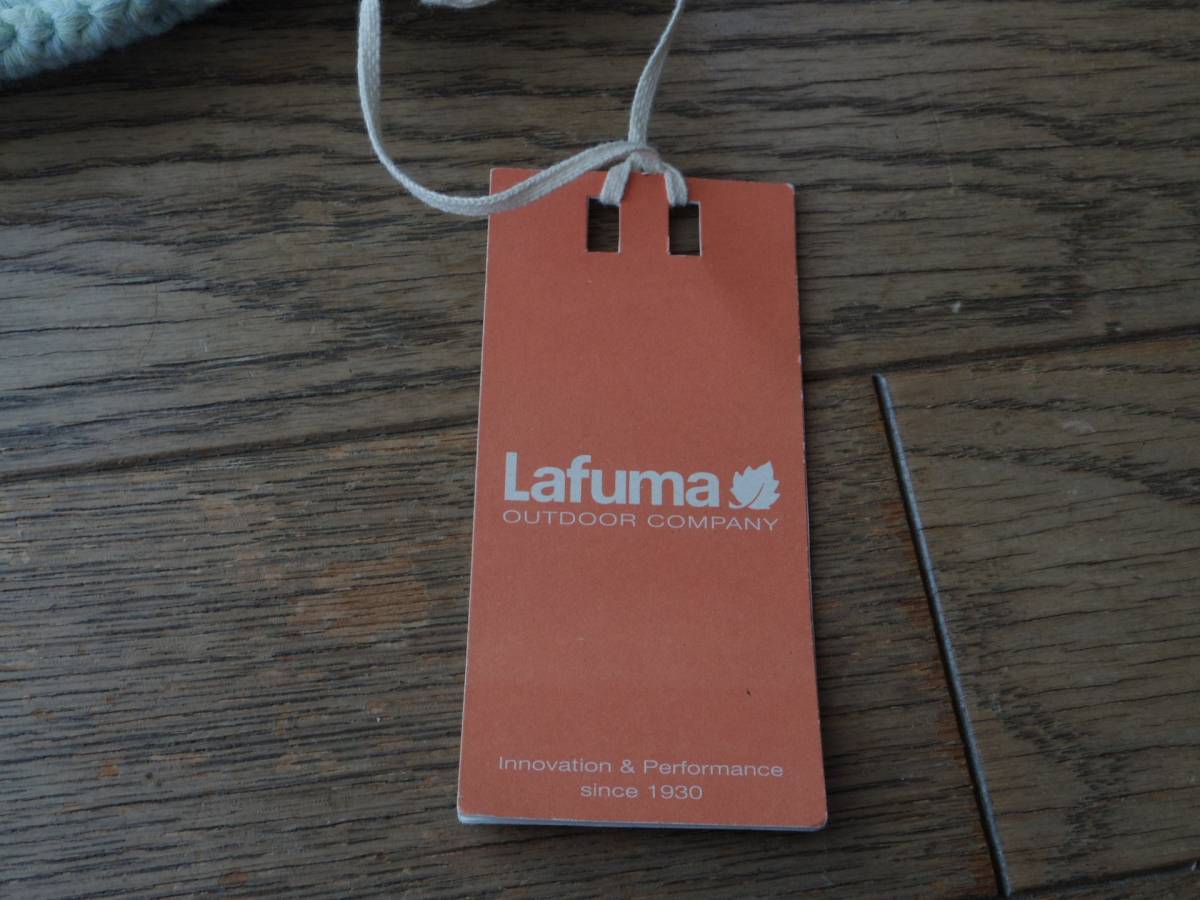 Lafuma
OUTDOOR COMPANY
Innovation & Performance
since 1930